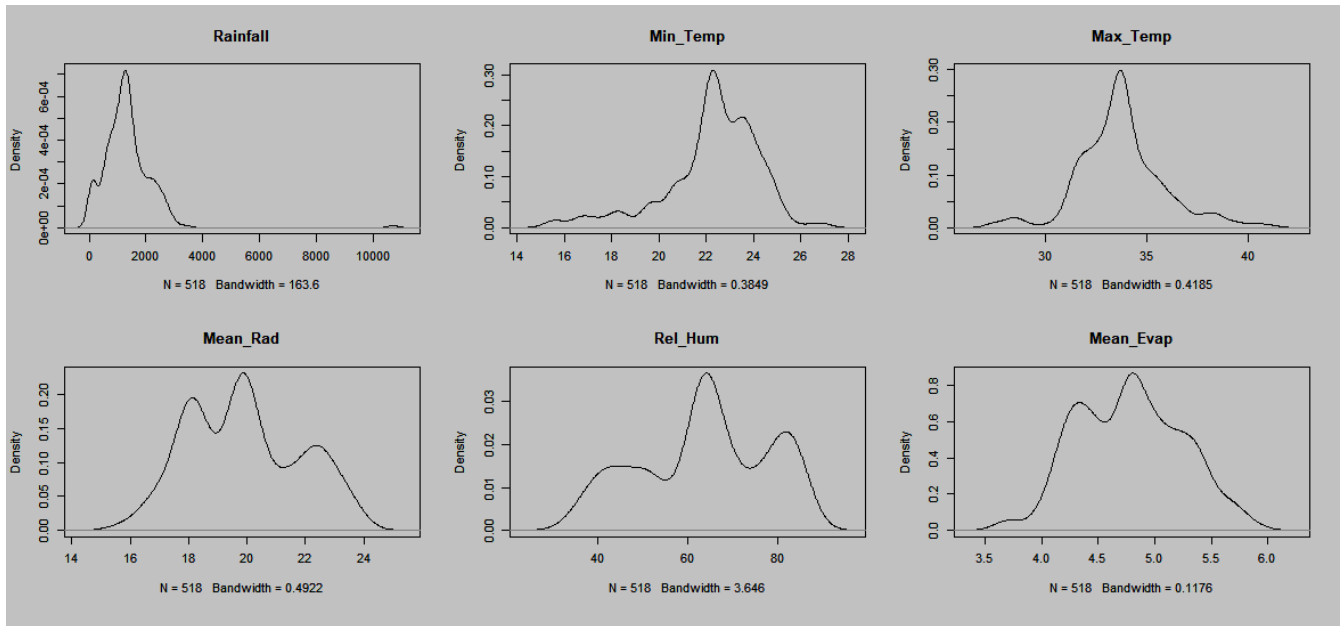 Rainfall
Density
0e+00 2e-04 4e-04 6e-04
0 2000 4000 6000 8000 10000
N = 518 Bandwidth = 163.6
Min_Temp
Density
0.00 0.10 0.20 0.30
14 16 18 20 22 24 26 28
N = 518 Bandwidth = 0.3849
Max_Temp
Density
0.00 0.10 0.20 0.30
30 35 40
N = 518 Bandwidth = 0.4185
Mean_Rad
Density
0.00 0.05 0.10 0.15 0.20
14 16 18 20 22 24
N = 518 Bandwidth = 0.4922
Rel_Hum
Density
0.00 0.01 0.02 0.03
40 60 80
N = 518 Bandwidth = 3.646
Mean_Evap
Density
0.0 0.2 0.4 0.6 0.8
3.5 4.0 4.5 5.0 5.5 6.0
N = 518 Bandwidth = 0.1176